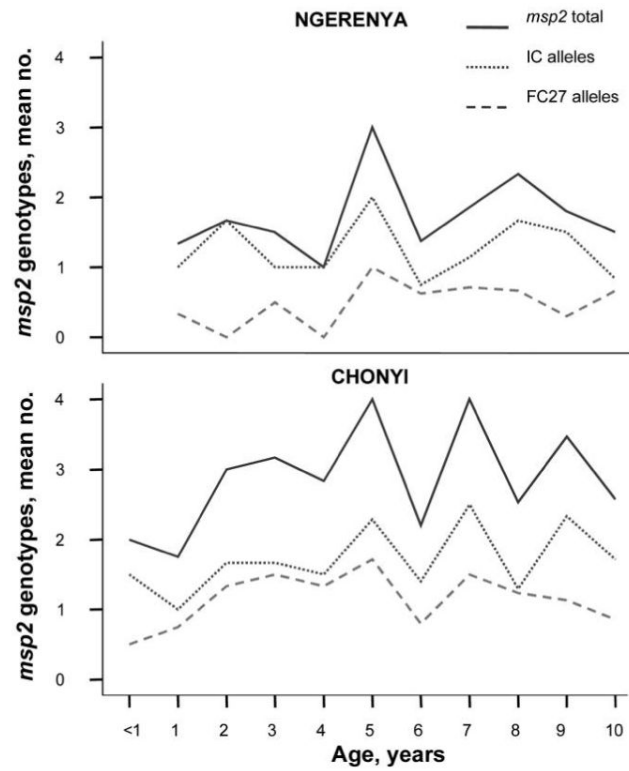 NGERENYA
msp2 total
IC alleles
FC27 alleles
msp2 genotypes, mean no.
4
3
2
1
0
CHONYI
msp2 genotypes, mean no.
4
3
2
1
0
<1 1 2 3 4 5 6 7 8 9 10
Age, years